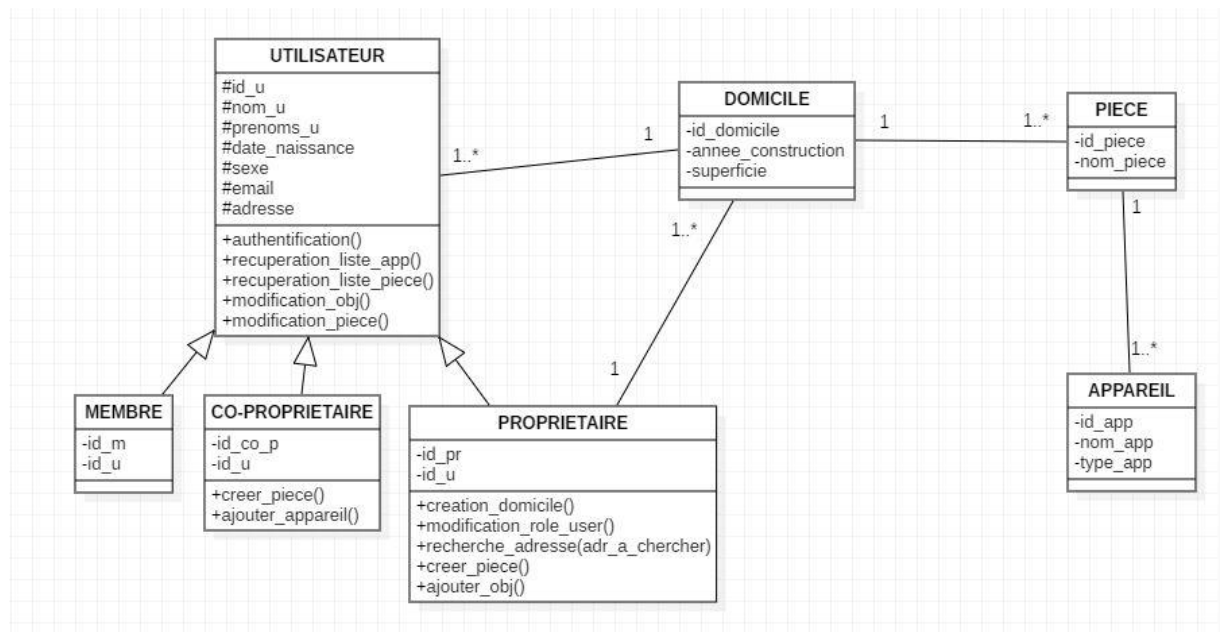 UTILISATEUR
#id_u
#nom_u
#prenoms_u
#date_naissance
#sexe
#email
#adresse
+authentification()
+recuperation_liste_app()
+recuperation_liste_piece()
+modification_obj()
+modification_piece()
1..*
1
DOMICILE
-id_domicile
-annee_construction
-superficie
1
1..*
PIECE
-id_piece
-nom_piece
1..*
1
1
1..*
MEMBRE
-id_m
-id_u
CO-PROPRIETAIRE
-id_co_p
-id_u
+creer_piece()
+ajouter_appareil()
PROPRIETAIRE
-id_pr
-id_u
+creation_domicile()
+modification_role_user()
+recherche_adresse(adr_a_chercher)
+creer_piece()
+ajouter_obj()
APPAREIL
-id_app
-nom_app
-type_app